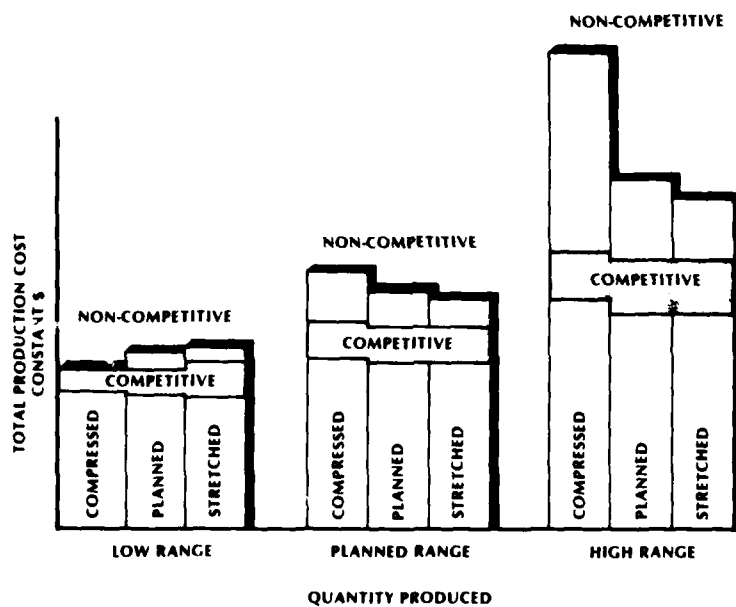 NON-COMPETITIVE
NON-COMPETITIVE
NON-COMPETITIVE
COMPETITIVE
COMPETITIVE
COMPETITIVE
TOTAL PRODUCTION COST
CONSTANT $
COMPRESSED
PLANNED
STRETCHED
COMPRESSED
PLANNED
STRETCHED
COMPRESSED
PLANNED
STRETCHED
LOW RANGE
PLANNED RANGE
HIGH RANGE
QUANTITY PRODUCED